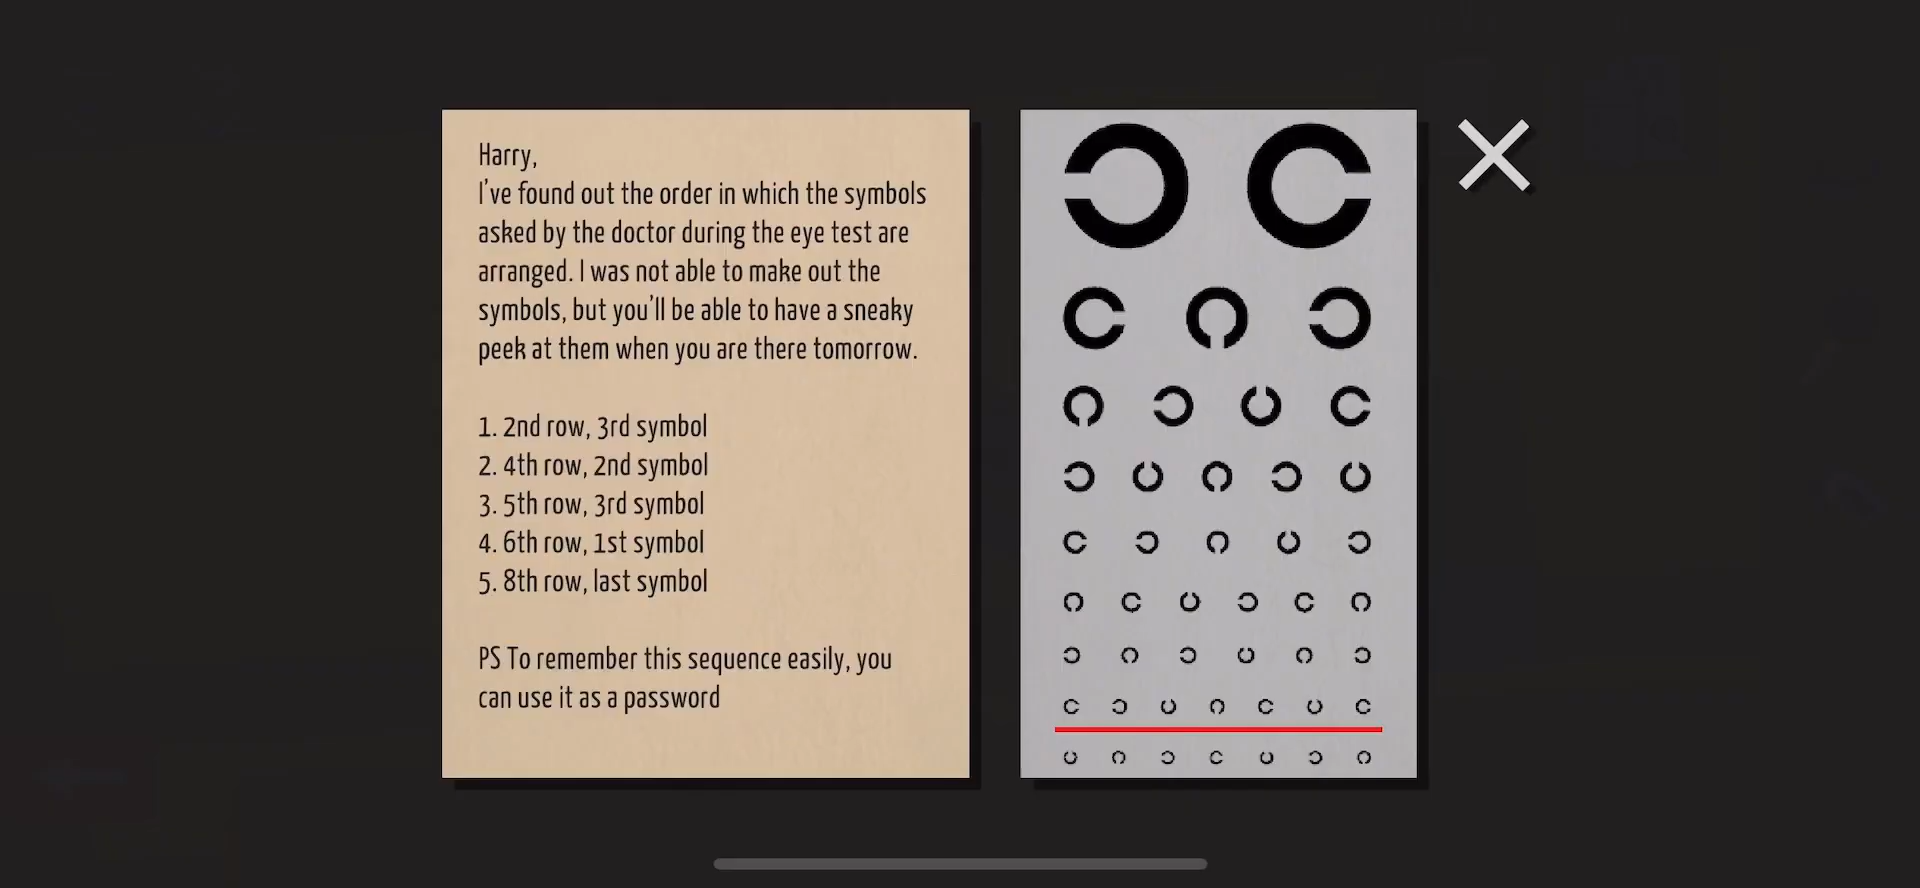 Harry,
I've found out the order in which the symbols
asked by the doctor during the eye test are
arranged. I was not able to make out the
symbols, but you'll be able to have a sneaky
peek at them when you are there tomorrow.
1. 2nd row, 3rd symbol
2. 4th row, 2nd symbol
3. 5th row, 3rd symbol
4. 6th row, 1st symbol
5. 8th row, last symbol
PS To remember this sequence easily, you
can use it as a password